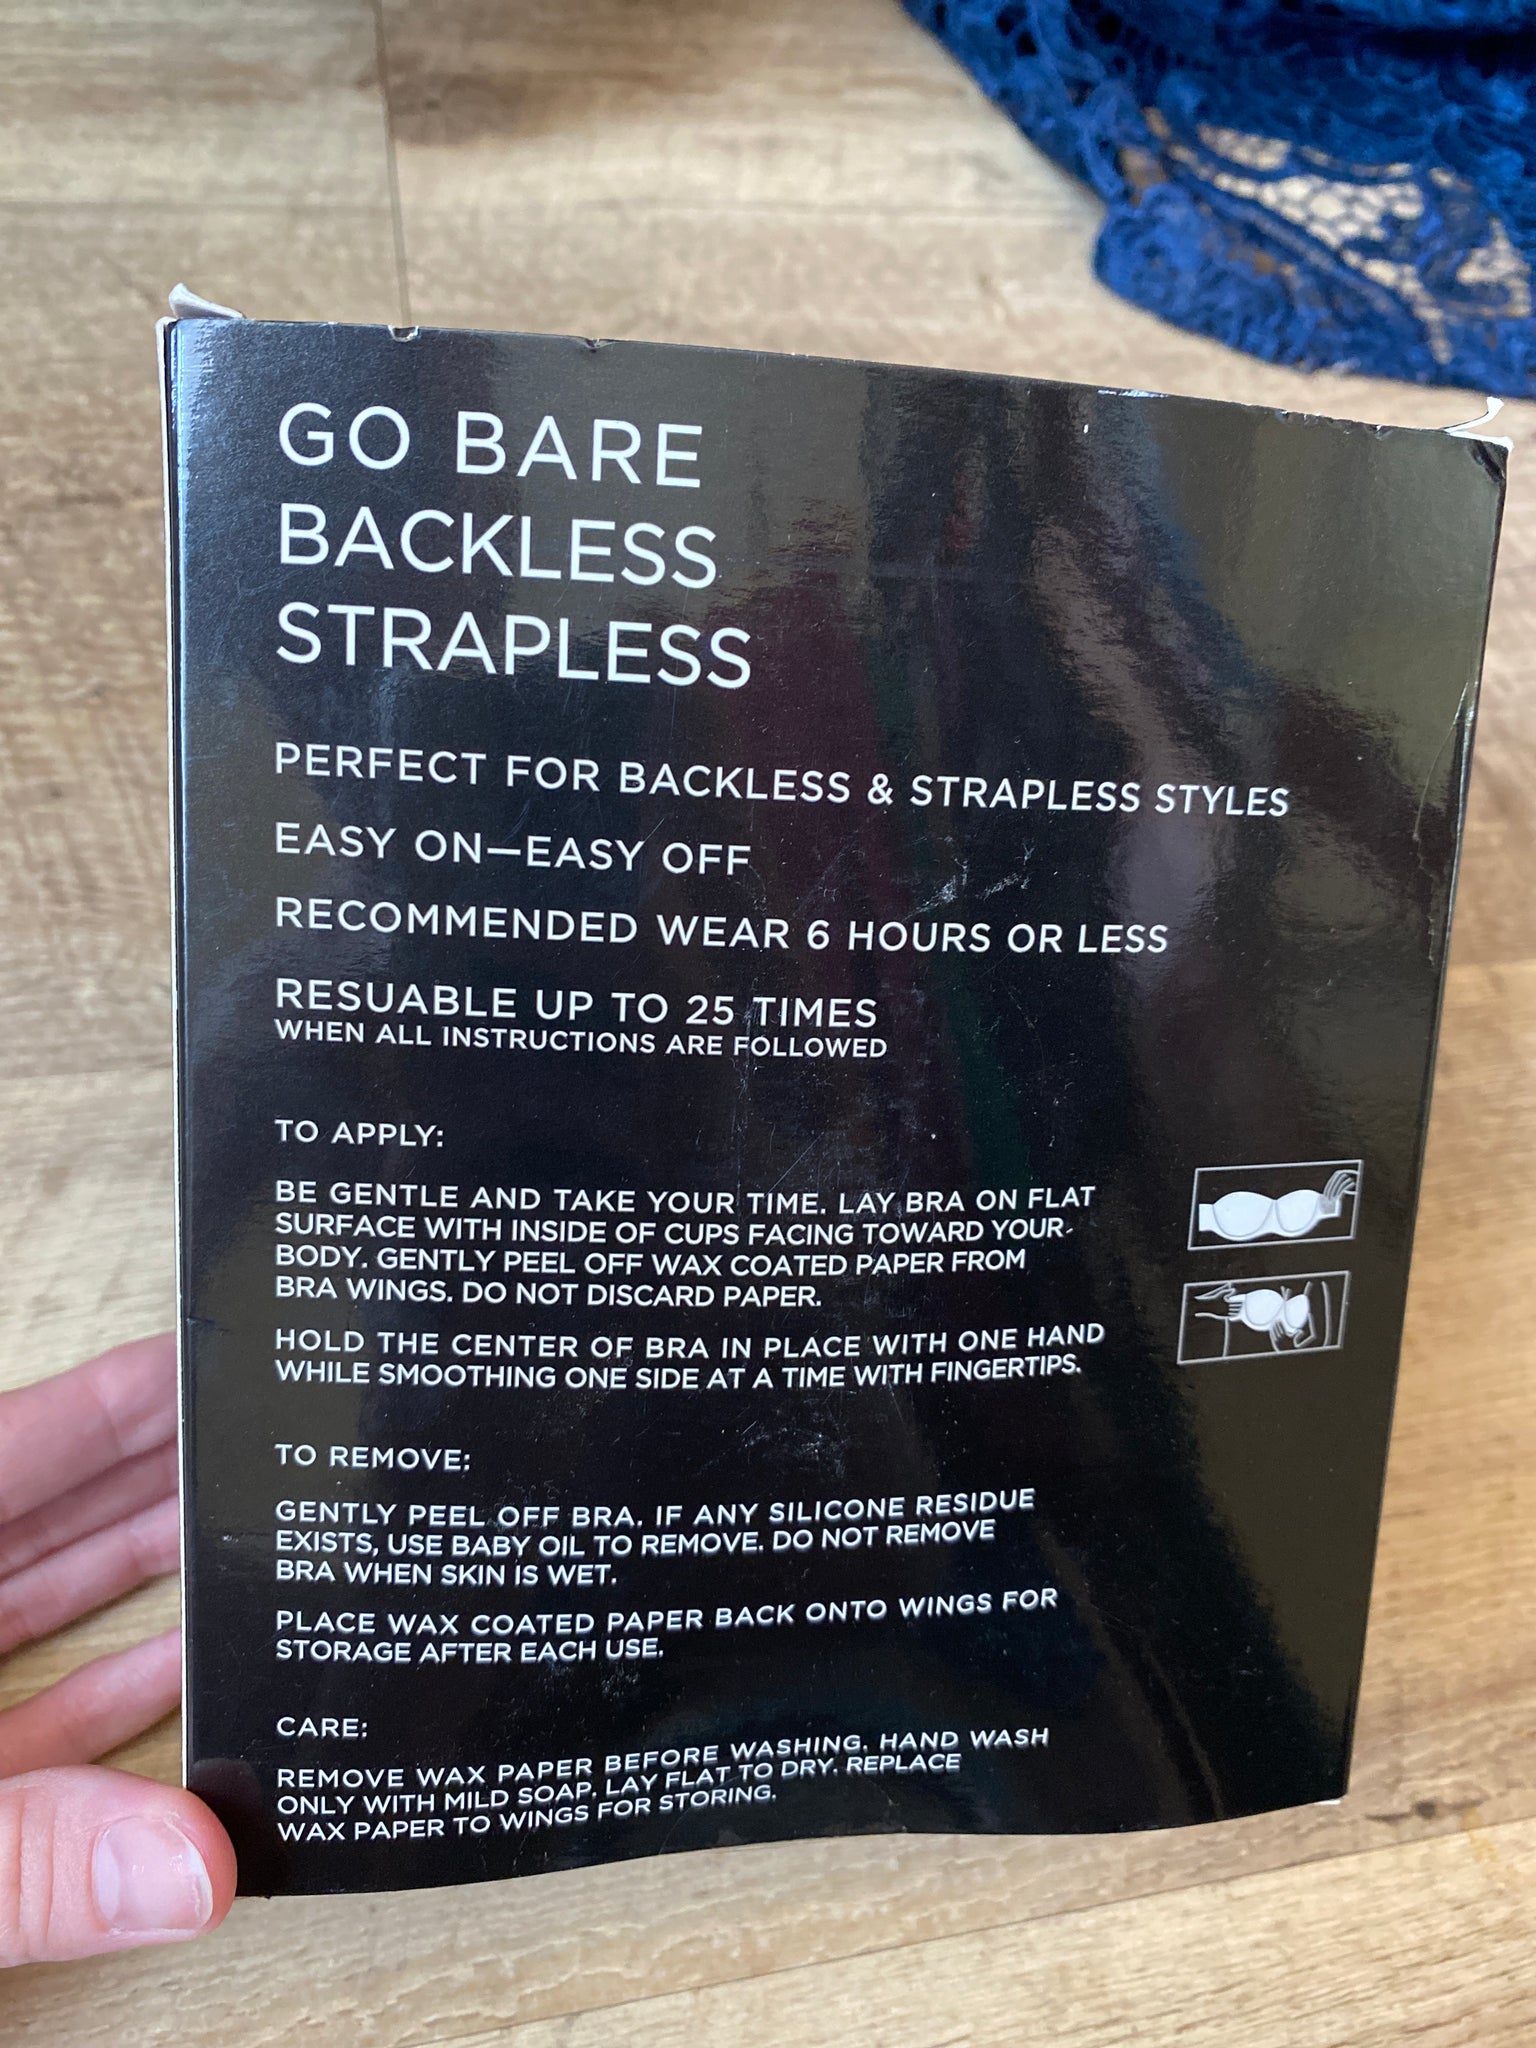 GO BARE
BACKLESS
STRAPLESS
PERFECT FOR BACKLESS & STRAPLESS STYLES
EASY ON—EASY OFF
RECOMMENDED WEAR 6 HOURS OR LESS
RESUABLE UP TO 25 TIMES
WHEN ALL INSTRUCTIONS ARE FOLLOWED
TO APPLY:
BE GENTLE AND TAKE YOUR TIME. LAY BRA ON FLAT
SURFACE WITH INSIDE OF CUPS FACING TOWARD YOUR-
BODY. GENTLY PEEL OFF WAX COATED PAPER FROM
BRA WINGS. DO NOT DISCARD PAPER.
HOLD THE CENTER OF BRA IN PLACE WITH ONE HAND
WHILE SMOOTHING ONE SIDE AT A TIME WITH FINGERTIPS.
TO REMOVE:
GENTLY PEEL OFF BRA. IF ANY SILICONE RESIDUE
EXISTS, USE BABY OIL TO REMOVE. DO NOT REMOVE
BRA WHEN SKIN IS WET.
PLACE WAX COATED PAPER BACK ONTO WINGS FOR
STORAGE AFTER EACH USE.
CARE:
REMOVE WAX PAPER BEFORE WASHING. HAND WASH
ONLY WITH MILD SOAP. LAY FLAT TO DRY. REPLACE
WAX PAPER TO WINGS FOR STORING.